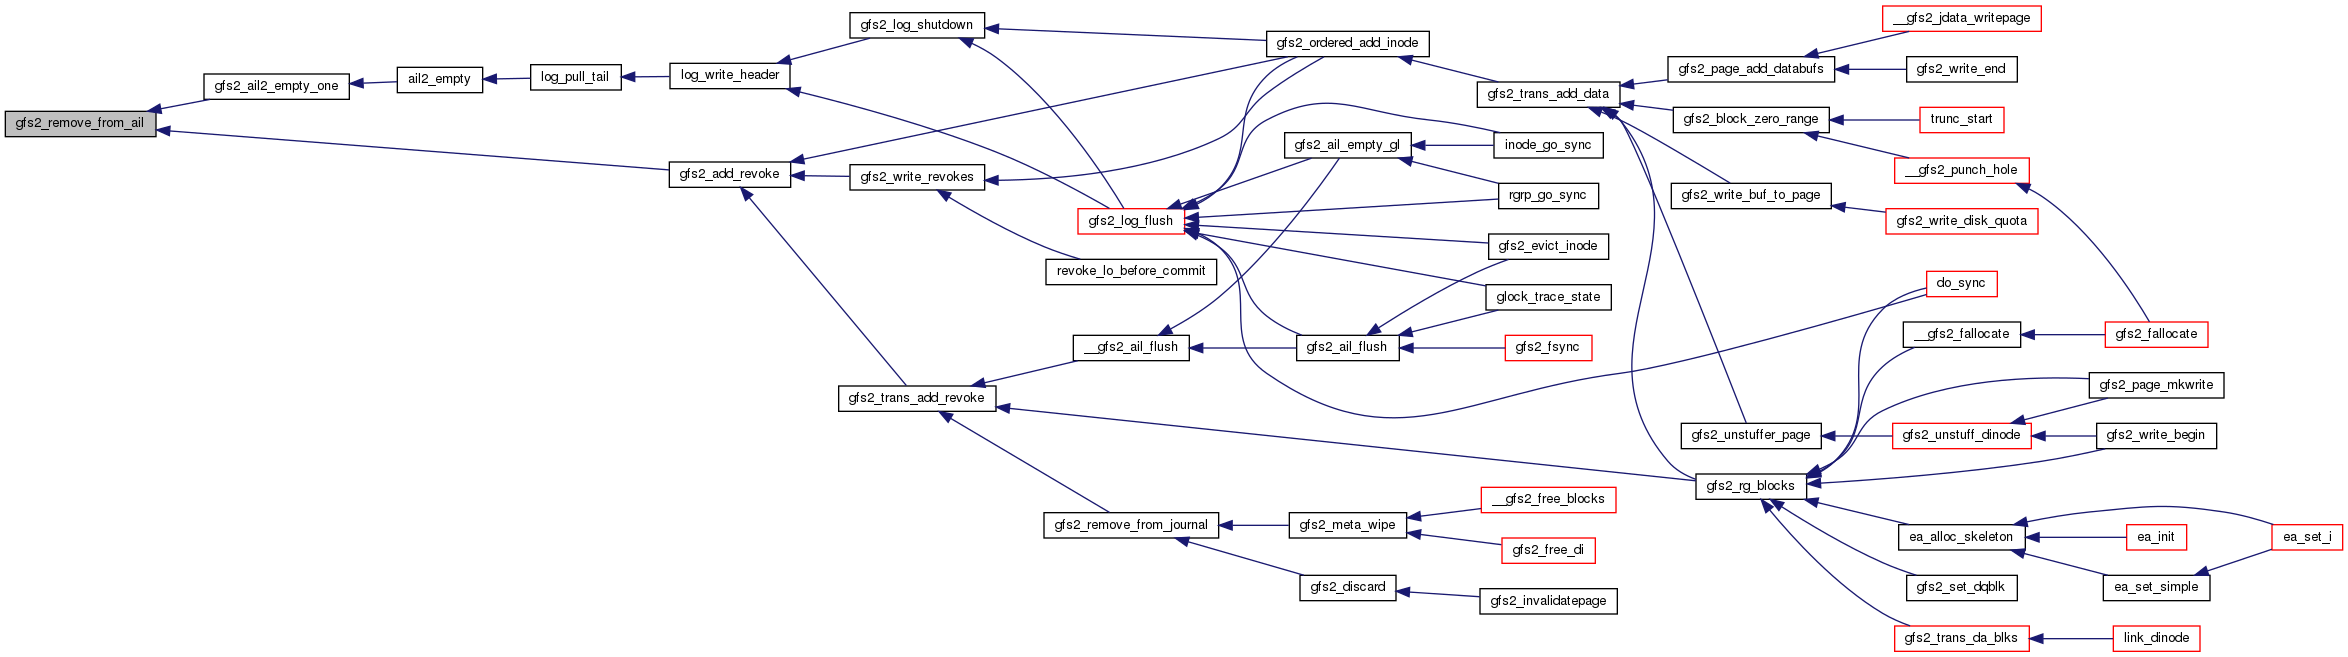 gfs2_remove_from_ail
gfs2_ail2_empty_one
ail2_empty
log_pull_tail
log_write_header
gfs2_add_revoke
gfs2_log_shutdown
gfs2_write_revokes
gfs2_trans_add_revoke
gfs2_log_flush
revoke_lo_before_commit
__gfs2_ail_flush
gfs2_remove_from_journal
gfs2_ordered_add_inode
gfs2_ail_empty_gl
gfs2_ail_flush
gfs2_meta_wipe
gfs2_discard
gfs2_trans_add_data
inode_go_sync
rgrp_go_sync
gfs2_evict_inode
glock_trace_state
gfs2_fsync
__gfs2_free_blocks
gfs2_free_di
gfs2_invalidatepage
gfs2_page_add_databufs
gfs2_block_zero_range
gfs2_write_buf_to_page
gfs2_unstuffer_page
gfs2_rg_blocks
__gfs2_jdata_writepage
gfs2_write_end
trunc_start
__gfs2_punch_hole
gfs2_write_disk_quota
do_sync
__gfs2_fallocate
gfs2_unstuff_dinode
ea_alloc_skeleton
gfs2_set_dqblk
gfs2_trans_da_blks
gfs2_fallocate
gfs2_page_mkwrite
gfs2_write_begin
ea_init
ea_set_simple
link_dinode
ea_set_i